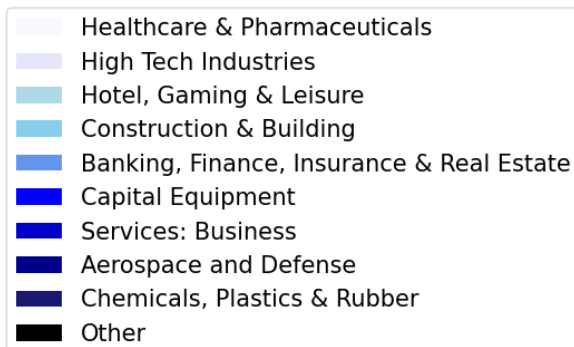 Healthcare & Pharmaceuticals
High Tech Industries
Hotel, Gaming & Leisure
Construction & Building
Banking, Finance, Insurance & Real Estate
Capital Equipment
Services: Business
Aerospace and Defense
Chemicals, Plastics & Rubber
Other